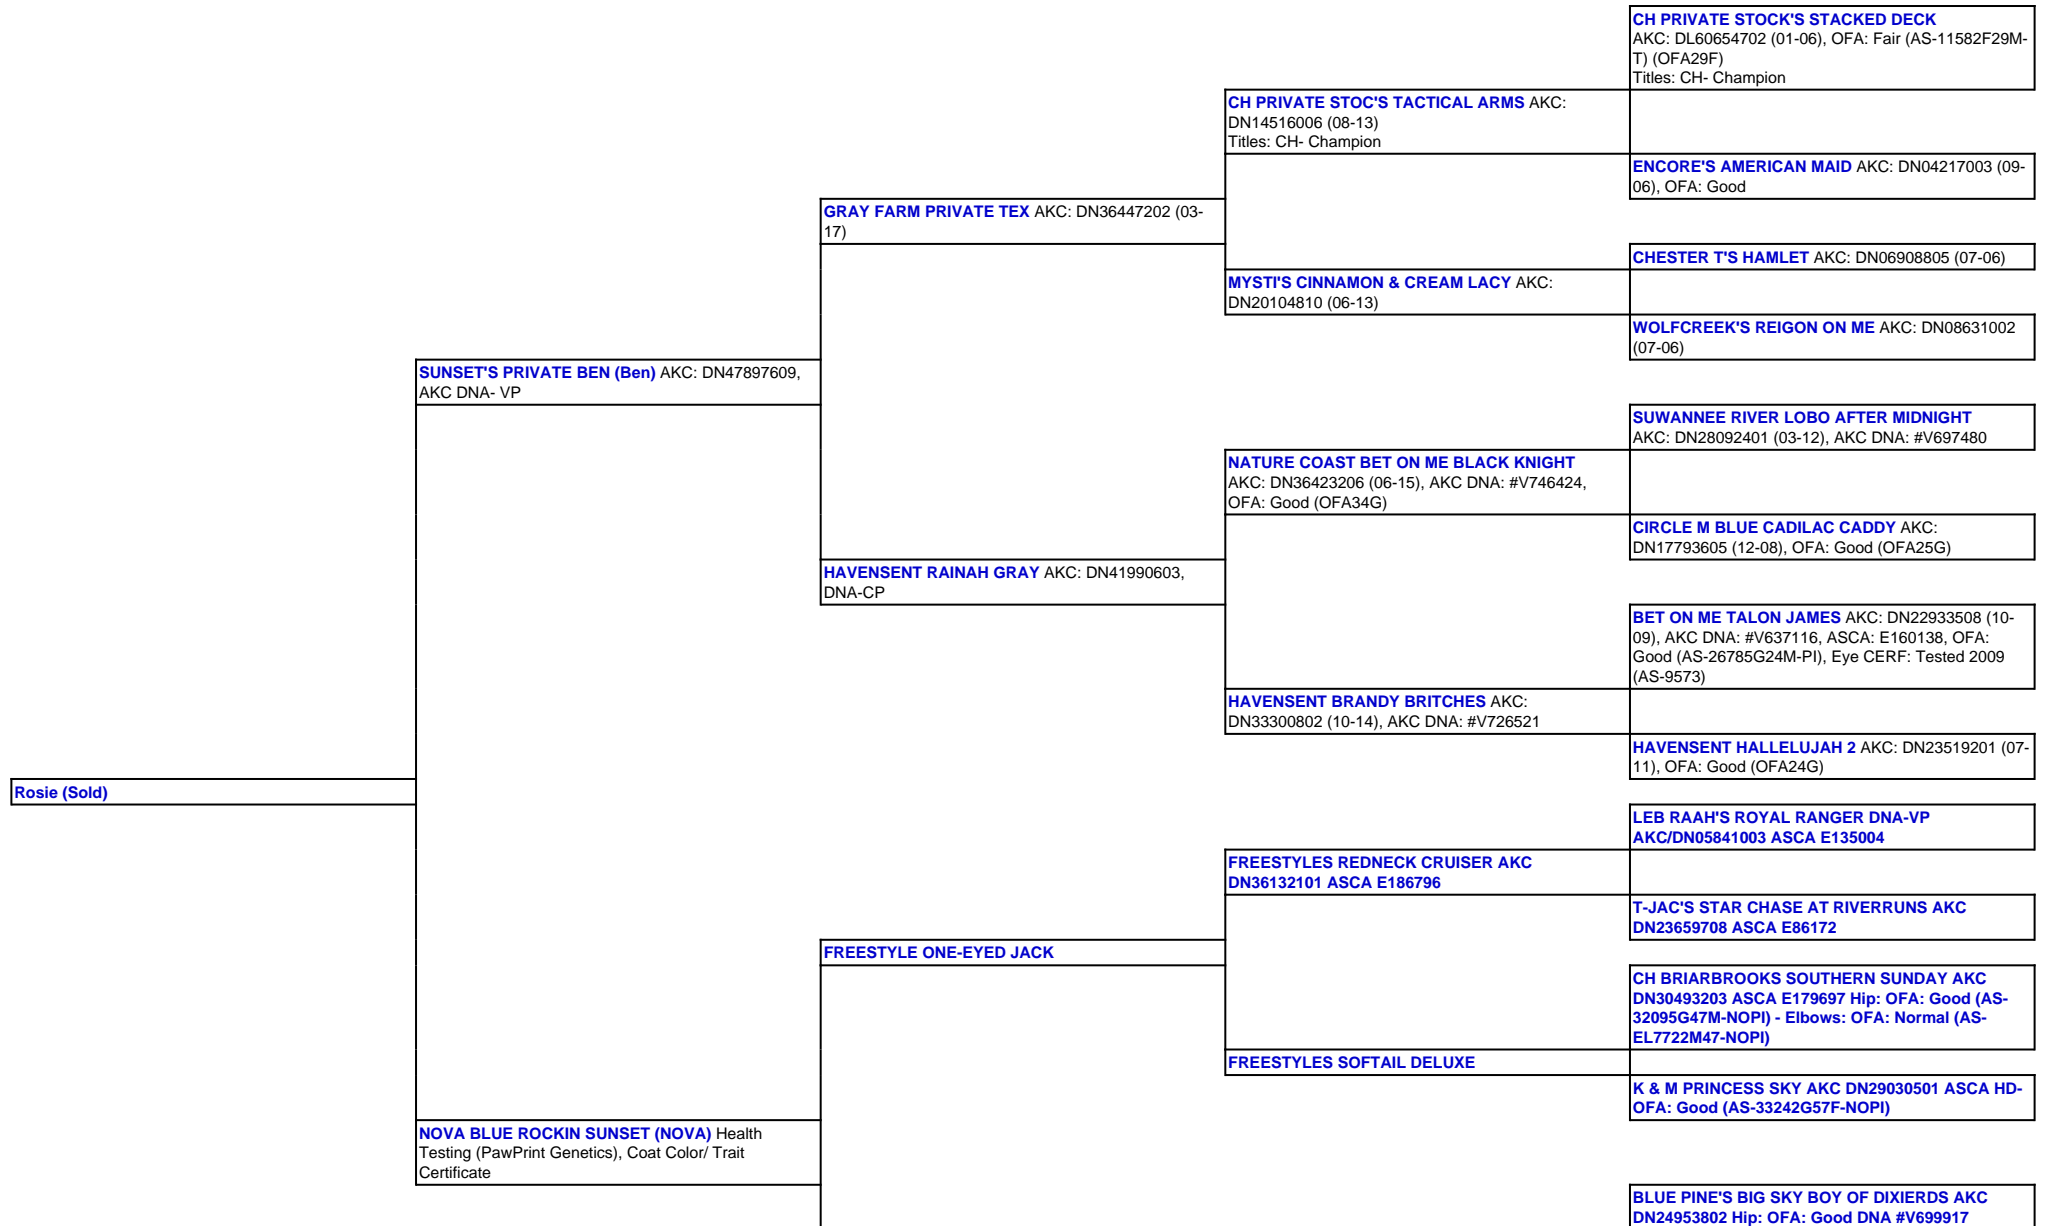 CH PRIVATE STOCK'S STACKED DECK
AKC: DL60654702 (01-06), OFA: Fair (AS-11582F29M-
T) (OFA29F)
Titles: CH- Champion
CH PRIVATE STOC'S TACTICAL ARMS AKC:
DN14516006 (08-13)
Titles: CH- Champion
ENCORE'S AMERICAN MAID AKC: DN04217003 (09-
06), OFA: Good
GRAY FARM PRIVATE TEX AKC: DN36447202 (03-
17)
CHESTER T'S HAMLET AKC: DN06908805 (07-06)
MYSTI'S CINNAMON & CREAM LACY AKC:
DN20104810 (06-13)
WOLFCREEK'S REIGON ON ME AKC: DN08631002
(07-06)
SUNSET'S PRIVATE BEN (Ben) AKC: DN47897609,
AKC DNA- VP
SUWANNEE RIVER LOBO AFTER MIDNIGHT
AKC: DN28092401 (03-12), AKC DNA: #V697480
NATURE COAST BET ON ME BLACK KNIGHT
AKC: DN36423206 (06-15), AKC DNA: #V746424,
OFA: Good (OFA34G)
CIRCLE M BLUE CADILAC CADDY AKC:
DN17793605 (12-08), OFA: Good (OFA25G)
HAVENSENT RAINAH GRAY AKC: DN41990603,
DNA-CP
BET ON ME TALON JAMES AKC: DN22933508 (10-
09), AKC DNA: #V637116, ASCA: E160138, OFA:
Good (AS-26785G24M-PI), Eye CERF: Tested 2009
(AS-9573)
HAVENSENT BRANDY BRITCHES AKC:
DN33300802 (10-14), AKC DNA: #V726521
HAVENSENT HALLELUJAH 2 AKC: DN23519201 (07-
11), OFA: Good (OFA24G)
Rosie (Sold)
LEB RAAH'S ROYAL RANGER DNA-VP
AKC/DN05841003 ASCA E135004
FREESTYLES REDNECK CRUISER AKC
DN36132101 ASCA E186796
T-JAC'S STAR CHASE AT RIVERRUNS AKC
DN23659708 ASCA E86172
FREESTYLE ONE-EYED JACK
CH BRIARBROOKS SOUTHERN SUNDAY AKC
DN30493203 ASCA E179697 Hip: OFA: Good (AS-
32095G47M-NOPI) - Elbows: OFA: Normal (AS-
EL7722M47-NOPI)
FREESTYLES SOFTAIL DELUXE
K & M PRINCESS SKY AKC DN29030501 ASCA HD-
OFA: Good (AS-33242G57F-NOPI)
NOVA BLUE ROCKIN SUNSET (NOVA) Health
Testing (PawPrint Genetics), Coat Color/ Trait
Certificate
BLUE PINE'S BIG SKY BOY OF DIXIERDS AKC
DN24953802 Hip: OFA: Good DNA #V699917